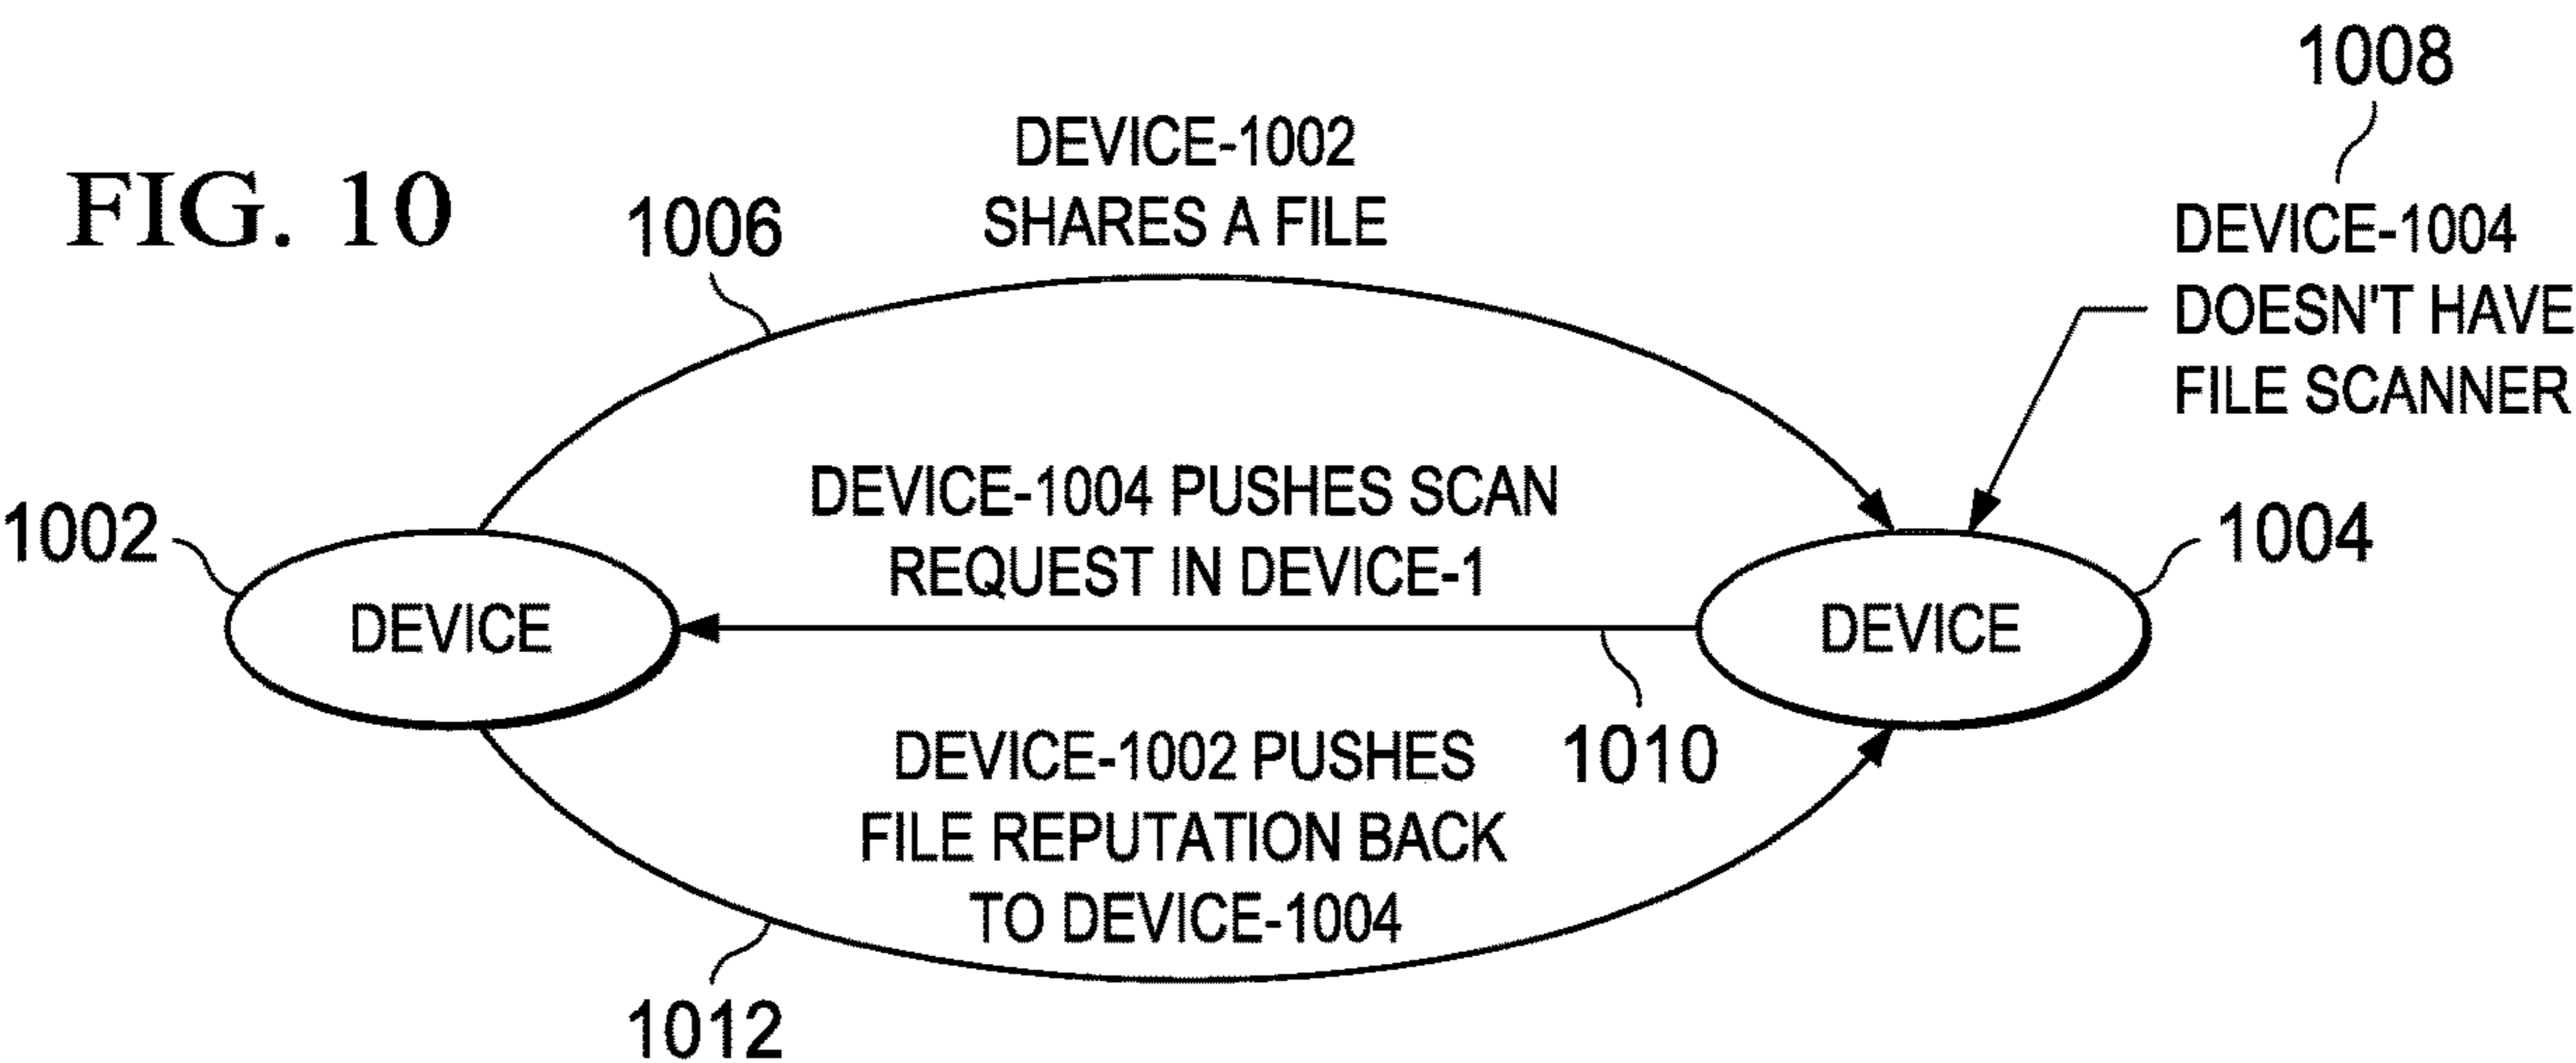 FIG. 10
1006
DEVICE-1002
SHARES A FILE
1008
DEVICE-1004
DOESN'T HAVE
FILE SCANNER
1002
DEVICE
DEVICE-1004 PUSHES SCAN
REQUEST IN DEVICE-1
1004
DEVICE
1010
DEVICE-1002 PUSHES
FILE REPUTATION BACK
TO DEVICE-1004
1012